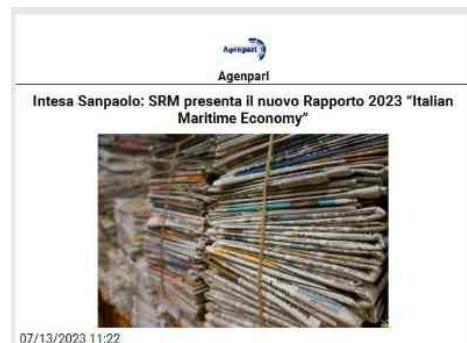 Agenparl
Agenparl
Intesa Sanpaolo: SRM presenta il nuovo Rapporto 2023 “Italian
Maritime Economy”
07/13/2023 11:22